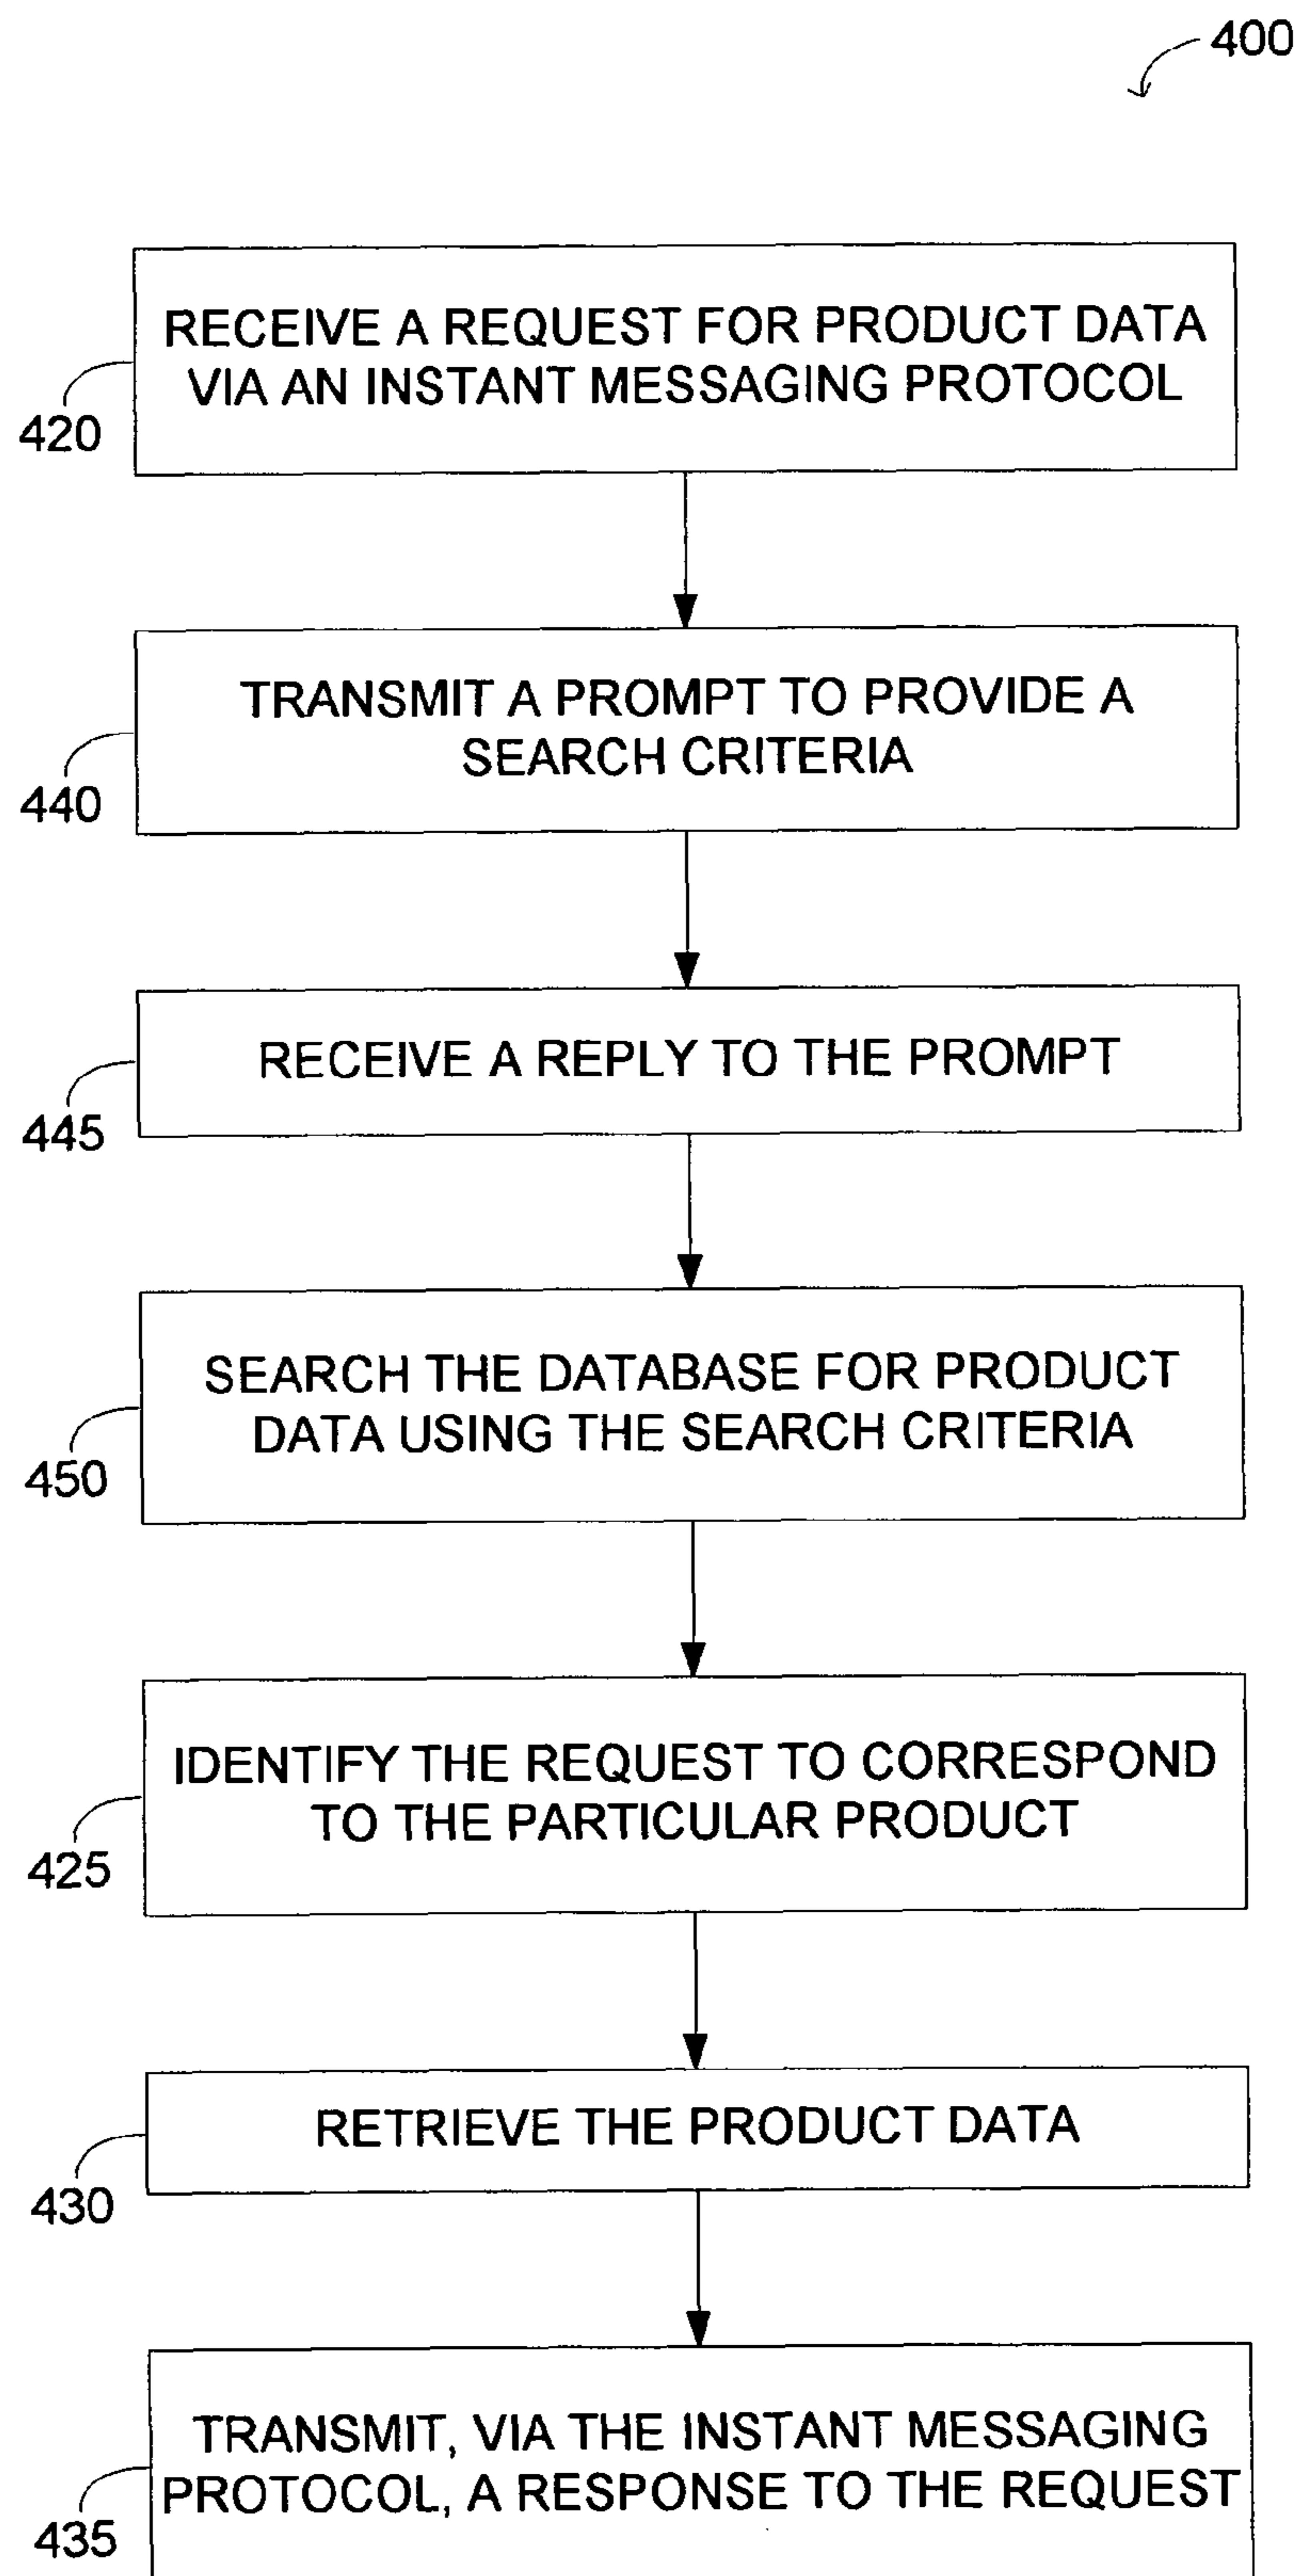 400
RECEIVE A REQUEST FOR PRODUCT DATA
VIA AN INSTANT MESSAGING PROTOCOL
420
TRANSMIT A PROMPT TO PROVIDE A
SEARCH CRITERIA
440
RECEIVE A REPLY TO THE PROMPT
445
SEARCH THE DATABASE FOR PRODUCT
DATA USING THE SEARCH CRITERIA
450
IDENTIFY THE REQUEST TO CORRESPOND
TO THE PARTICULAR PRODUCT
425
RETRIEVE THE PRODUCT DATA
430
TRANSMIT, VIA THE INSTANT MESSAGING
PROTOCOL, A RESPONSE TO THE REQUEST
435